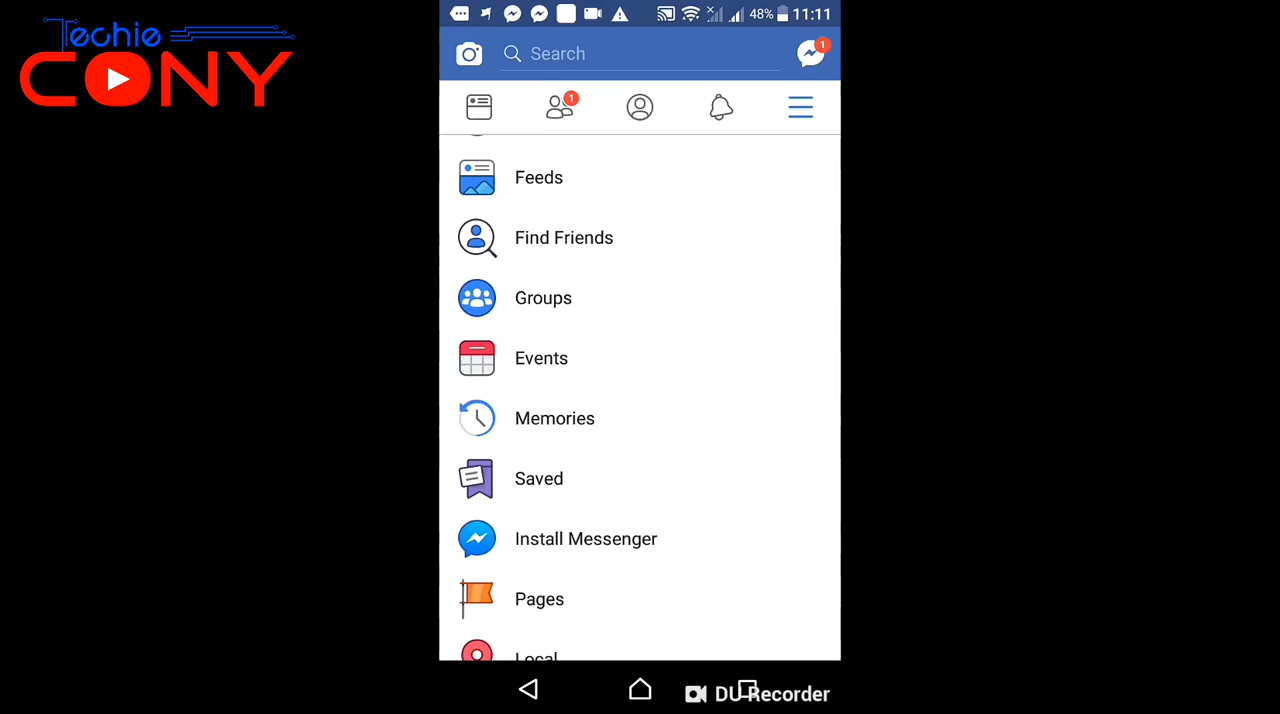 Techie
CONY
48% 11:11
Search
1
1
Feeds
Find Friends
Groups
Events
Memories
Saved
Install Messenger
Pages
Local
DU Recorder